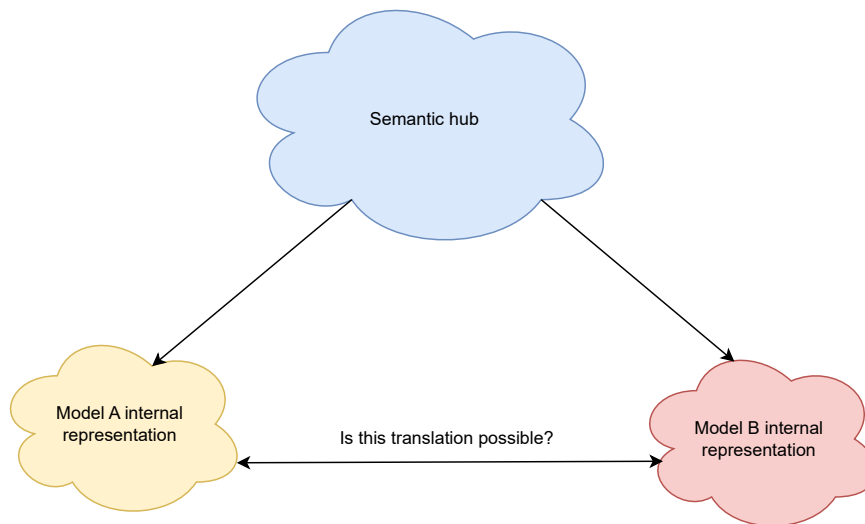 Semantic hub
Model A internal
representation
Is this translation possible?
Model B internal
representation